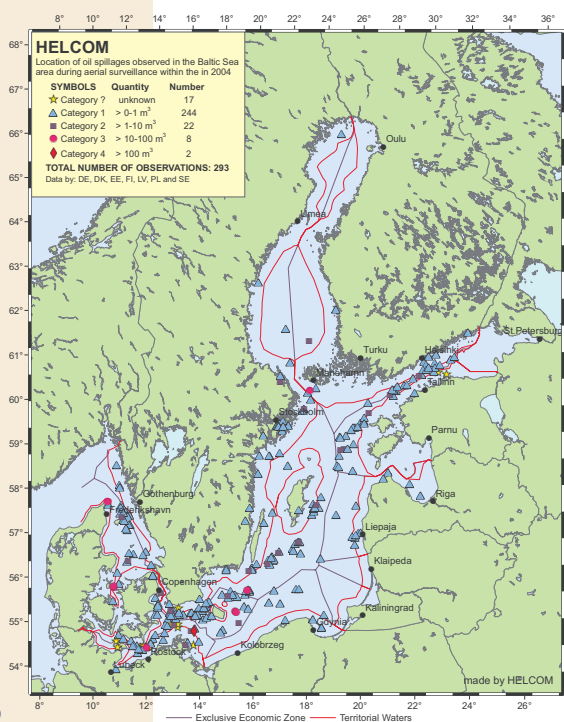 8° 10° 12° 14° 16° 18° 20° 22° 24° 26° 28° 30° 32° 34° 36°
68°
67°
66°
65°
64°
63°
62°
61°
60°
59°
58°
57°
56°
55°
54°
HELCOM
Location of oil spillages observed in the Baltic Sea
area during aerial surveillance within the in 2004
SYMBOLS Quantity Number
Category ? unknown 17
Category 1 > 0-1 m³ 244
Category 2 > 1-10 m³ 22
Category 3 > 10-100 m³ 8
Category 4 > 100 m³ 2
TOTAL NUMBER OF OBSERVATIONS: 293
Data by: DE, DK, EE, FI, LV, PL and SE
Oulu
Umea
St.Petersburg
Turku
Helsinki
Mariehamn
Tallinn
Stockholm
Parnu
Riga
Gothenburg
Frederikshavn
Liepaja
Klaipeda
Copenhagen
Kaliningrad
Gdynia
Kolobrzeg
Rostock
Lubeck
made by HELCOM
8° 10° 12° 14° 16° 18° 20° 22° 24° 26°
Exclusive Economic Zone Territorial Waters